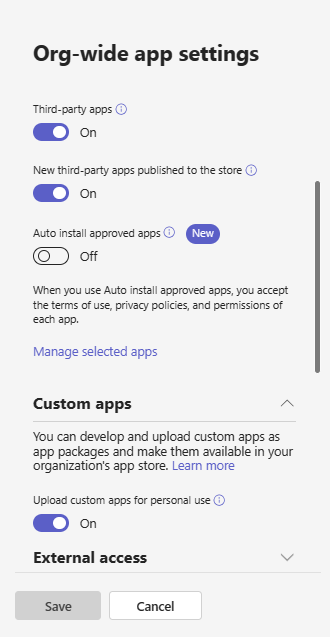 Org-wide app settings
Third-party apps
On
New third-party apps published to the store
On
Auto install approved apps New
Off
When you use Auto install approved apps, you accept
the terms of use, privacy policies, and permissions of
each app.
Manage selected apps
Custom apps
You can develop and upload custom apps as
app packages and make them available in your
organization's app store. Learn more
Upload custom apps for personal use
On
External access
Save Cancel